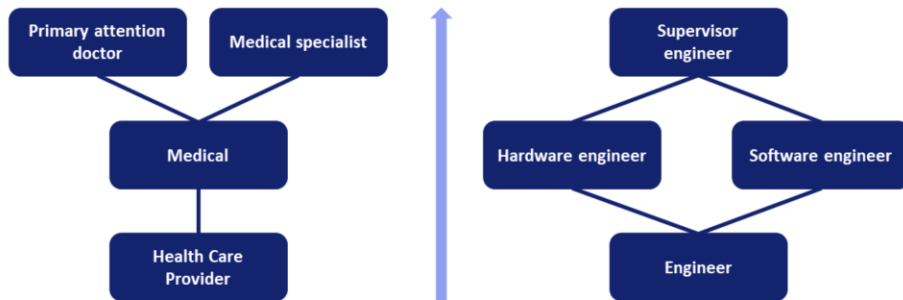 Primary attention
doctor
Medical specialist
Supervisor
engineer
Medical
Hardware engineer
Software engineer
Health Care
Provider
Engineer